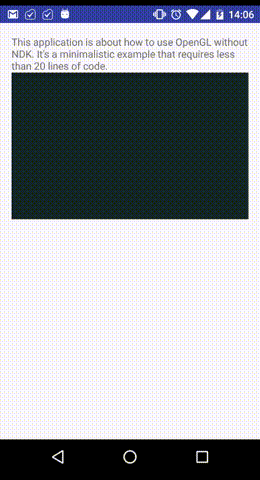 14:06
This application is about how to use OpenGL without
NDK. It's a minimalistic example that requires less
than 20 lines of code.